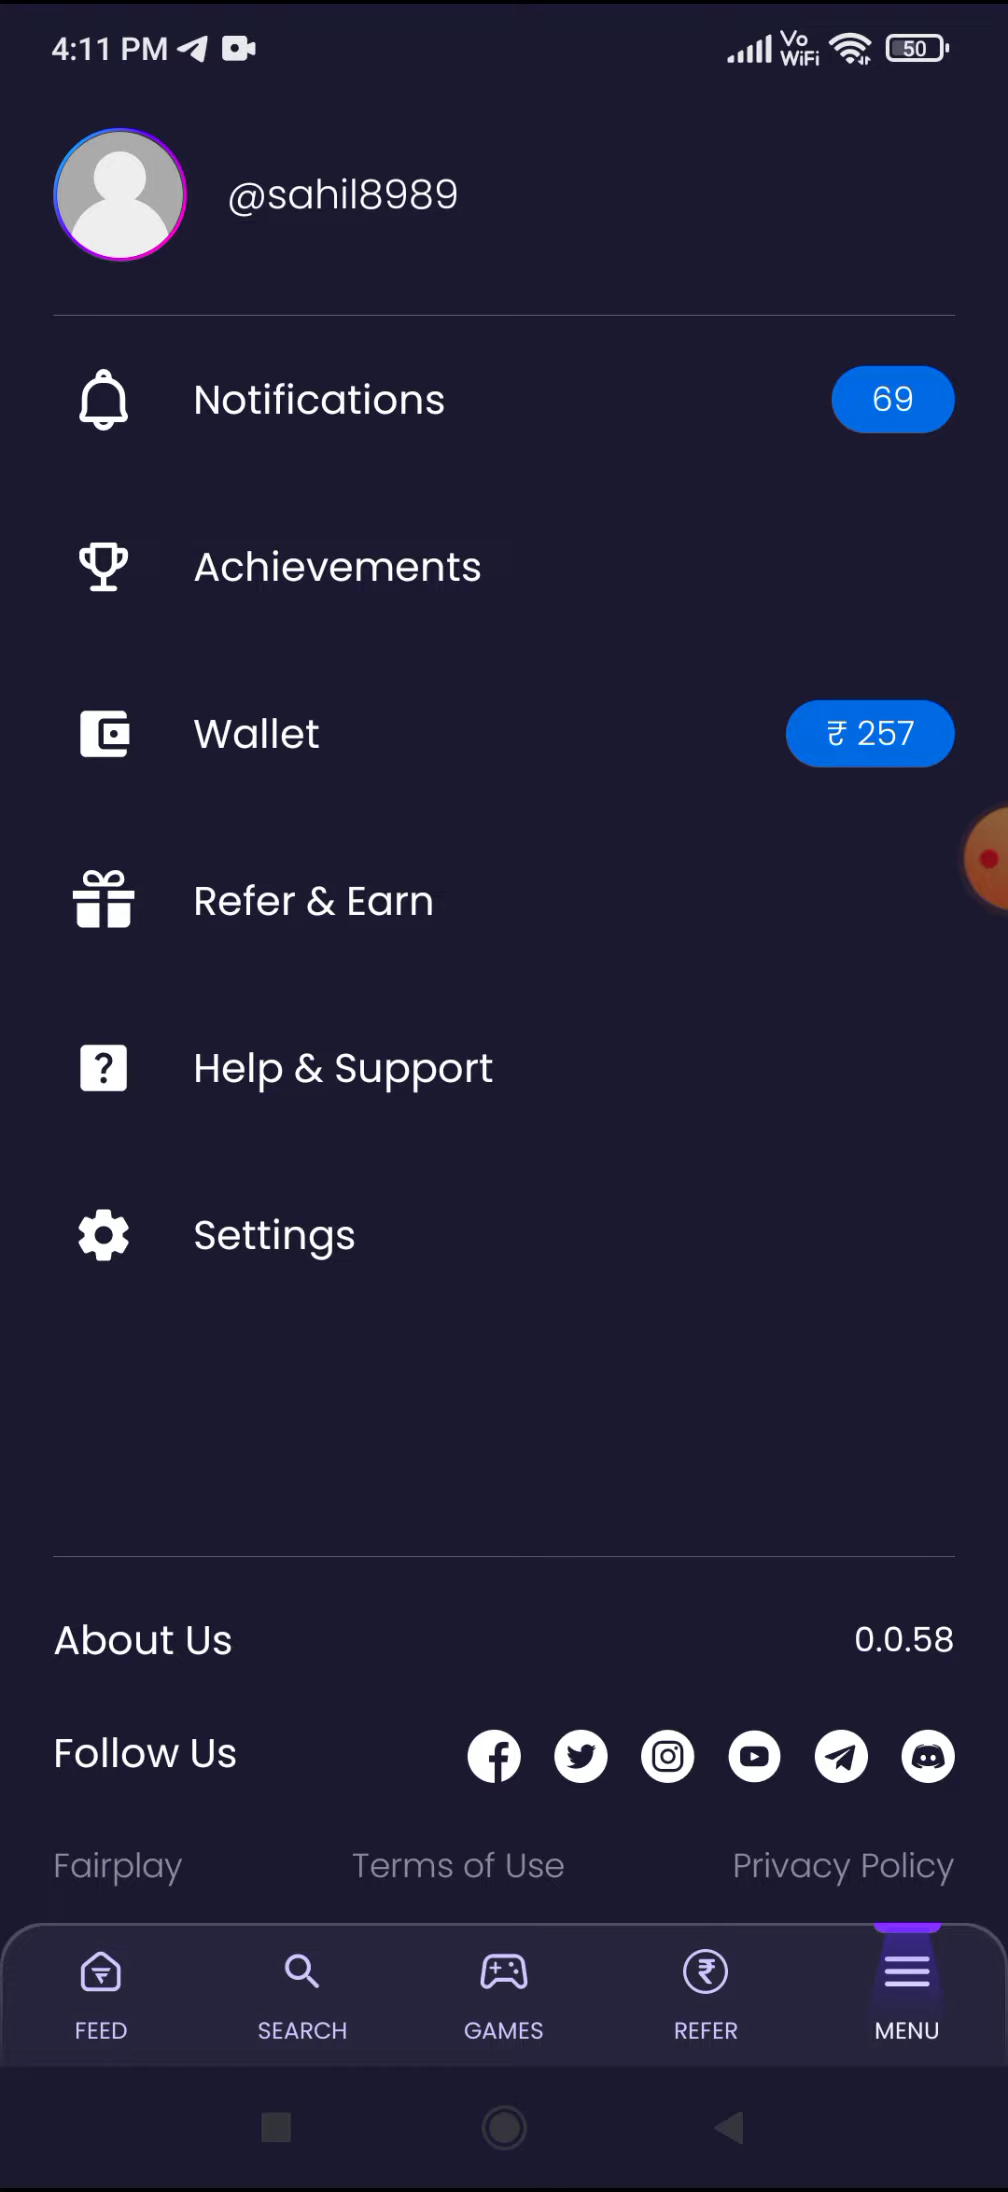 4:11 PM Vo WiFi 50
@sahil8989
Notifications 69
Achievements
Wallet ₹ 257
Refer & Earn
Help & Support
Settings
About Us 0.0.58
Follow Us
Fairplay Terms of Use Privacy Policy
FEED SEARCH GAMES REFER MENU